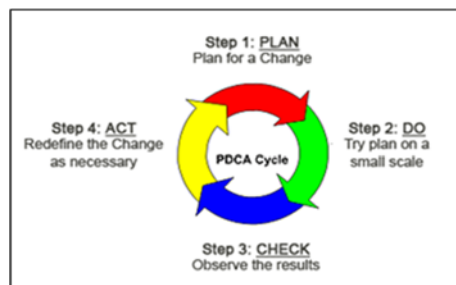 Step 1: PLAN
Plan for a Change
Step 2: DO
Try plan on a
small scale
Step 3: CHECK
Observe the results
Step 4: ACT
Redefine the Change
as necessary
PDCA Cycle